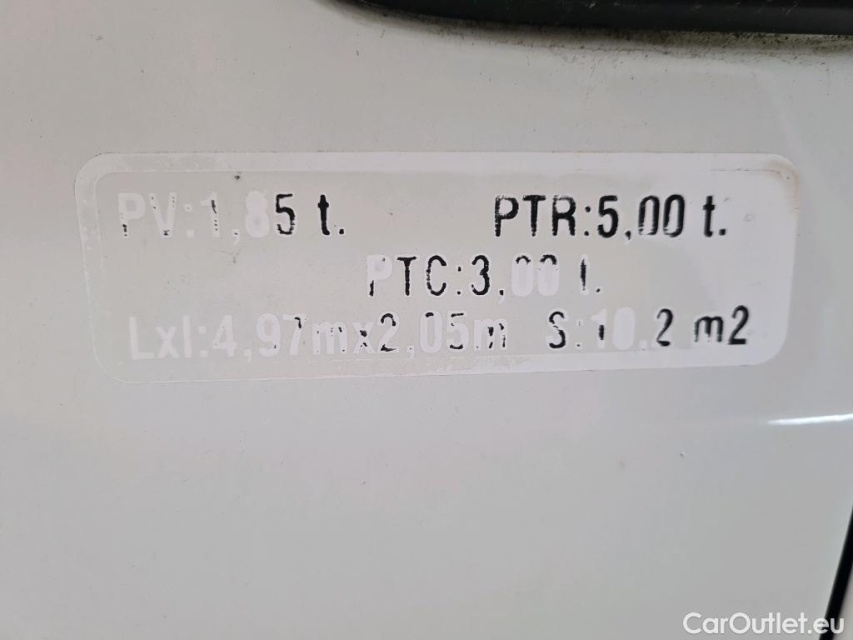 PV:1,85 t. PTR:5,00 t.
PTC:3,00 t.
Lxl:4,97mx2,05m S:10,2 m2
CarOutlet.eu